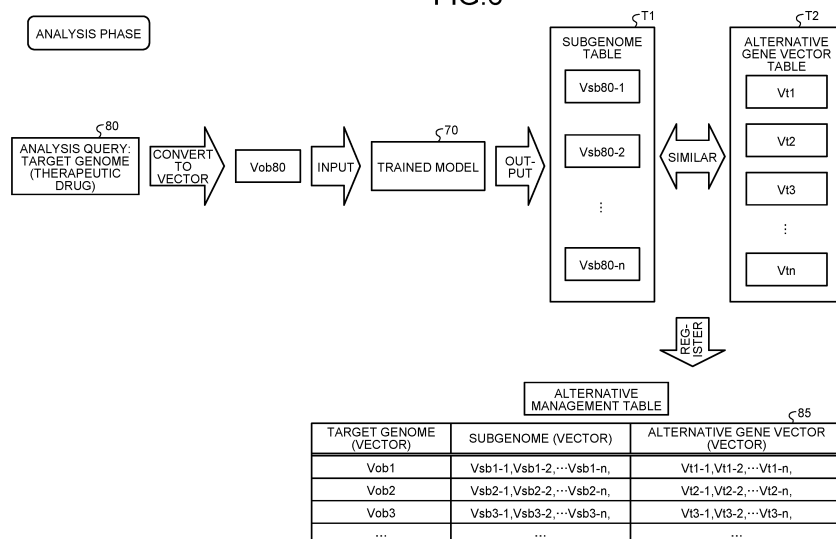 ANALYSIS PHASE
80
ANALYSIS QUERY:
TARGET GENOME
(THERAPEUTIC
DRUG)
CONVERT
TO
VECTOR
Vob80
INPUT
70
TRAINED MODEL
OUT-
PUT
T1
SUBGENOME
TABLE
Vsb80-1
Vsb80-2
⋮
Vsb80-n
SIMILAR
T2
ALTERNATIVE
GENE VECTOR
TABLE
Vt1
Vt2
Vt3
⋮
Vtn
REG-
ISTER
ALTERNATIVE
MANAGEMENT TABLE
85
TARGET GENOME
(VECTOR)
SUBGENOME (VECTOR)
ALTERNATIVE GENE VECTOR
(VECTOR)
Vob1 Vsb1-1,Vsb1-2,⋯Vsb1-n, Vt1-1,Vt1-2,⋯Vt1-n,
Vob2 Vsb2-1,Vsb2-2,⋯Vsb2-n, Vt2-1,Vt2-2,⋯Vt2-n,
Vob3 Vsb3-1,Vsb3-2,⋯Vsb3-n, Vt3-1,Vt3-2,⋯Vt3-n,
⋯ ⋯ ⋯